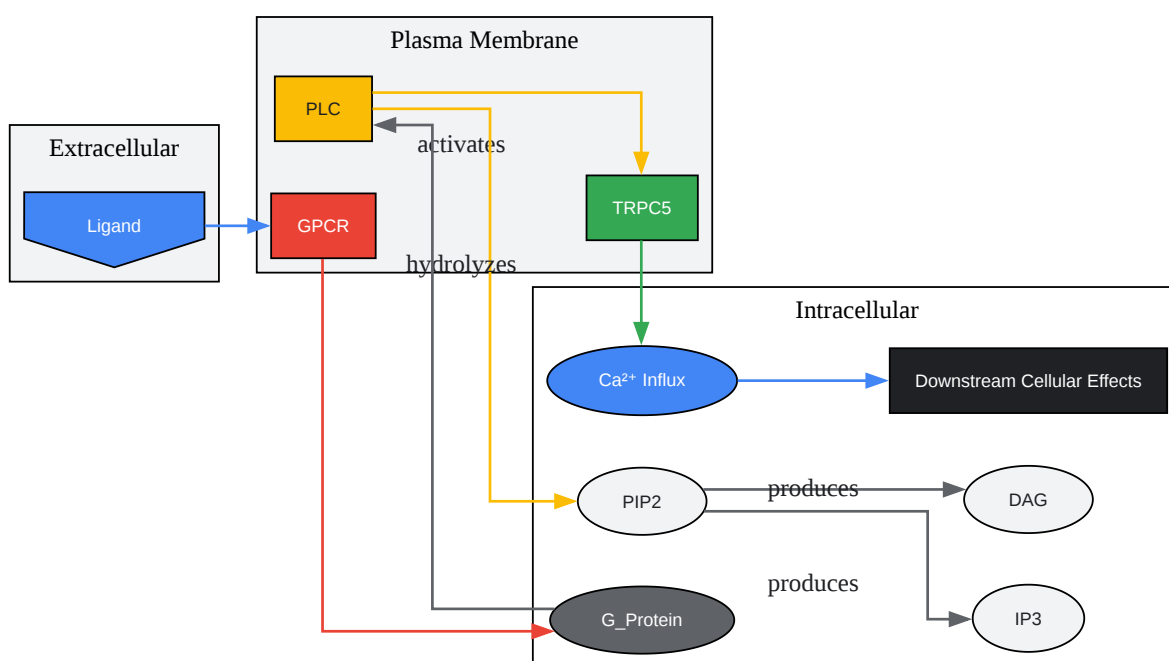 Plasma Membrane
PLC
activates
Extracellular
Ligand
GPCR
TRPC5
hydrolyzes
Intracellular
Ca²⁺ Influx
Downstream Cellular Effects
PIP2
produces
DAG
produces
G_Protein
IP3